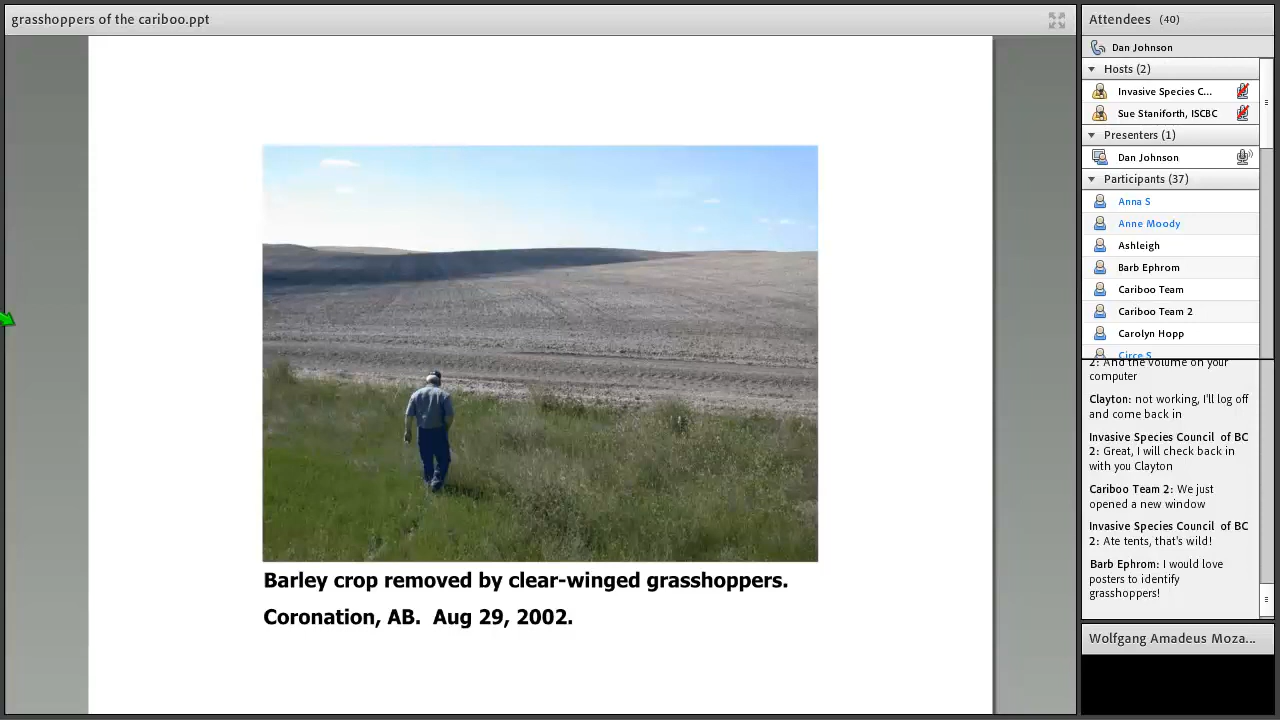 grasshoppers of the cariboo.ppt
Barley crop removed by clear-winged grasshoppers.
Coronation, AB.  Aug 29, 2002.
Attendees (40)
Dan Johnson
Hosts (2)
Invasive Species C...
Sue Staniforth, ISCBC
Presenters (1)
Dan Johnson
Participants (37)
Anna S
Anne Moody
Ashleigh
Barb Ephrom
Cariboo Team
Cariboo Team 2
Carolyn Hopp
Circe S
2: And the volume on your
computer
Clayton: not working, I'll log off
and come back in
Invasive Species Council of BC
2: Great, I will check back in
with you Clayton
Cariboo Team 2: We just
opened a new window
Invasive Species Council of BC
2: Ate tents, that's wild!
Barb Ephrom: I would love
posters to identify
grasshoppers!
Wolfgang Amadeus Moza...